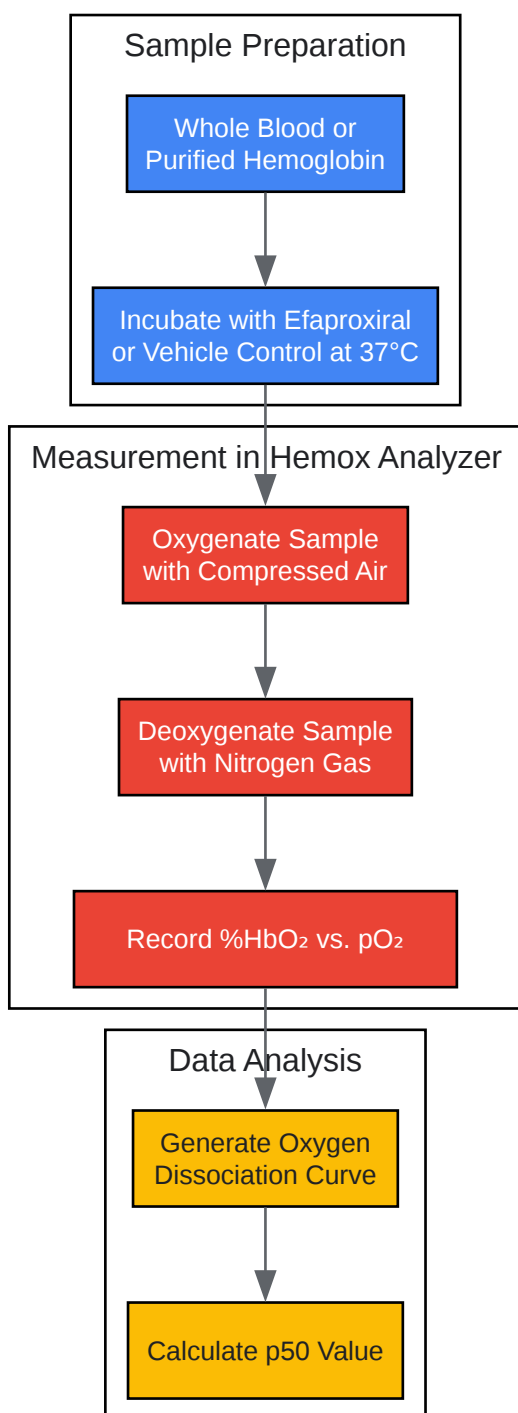 Sample Preparation
Whole Blood or
Purified Hemoglobin
Incubate with Efaproxiral
or Vehicle Control at 37°C
Measurement in Hemox Analyzer
Oxygenate Sample
with Compressed Air
Deoxygenate Sample
with Nitrogen Gas
Record %HbO₂ vs. pO₂
Data Analysis
Generate Oxygen
Dissociation Curve
Calculate p50 Value